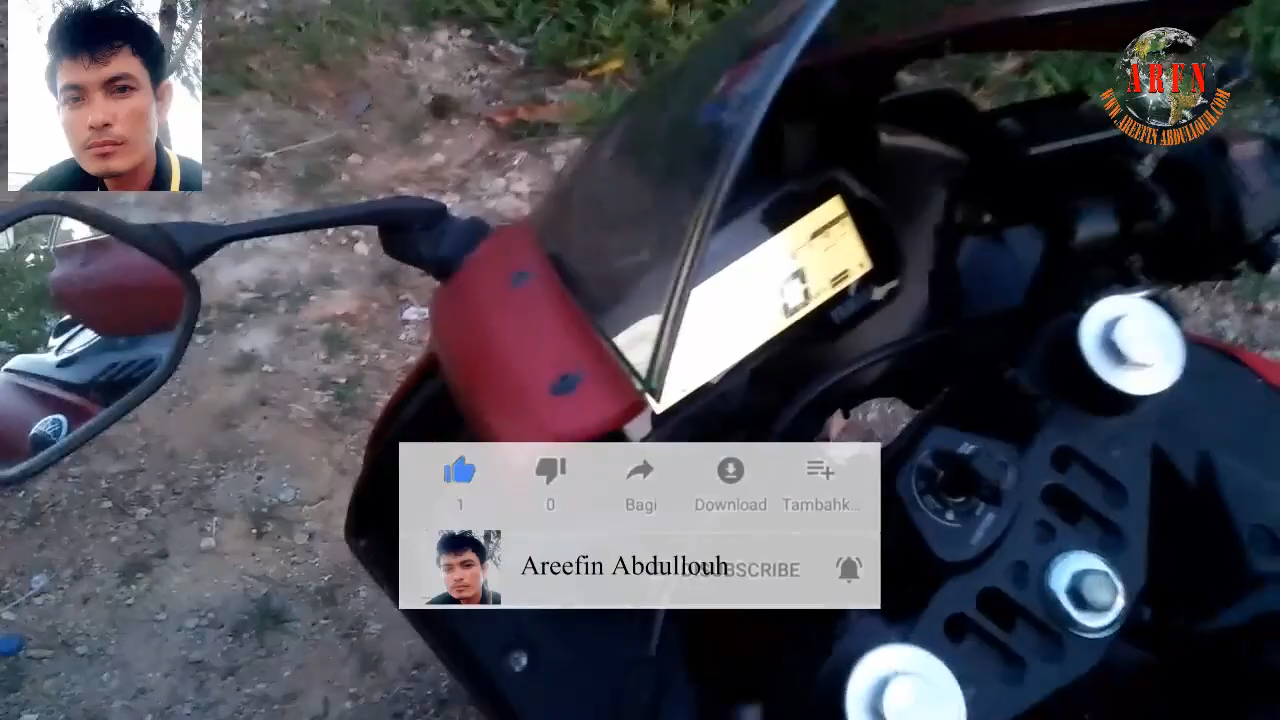 ARFN
WWW.AREEFIN ABDULLOUH.COM
1
0
Bagi
Download
Tambahk...
Areefin Abdullouh
SUBSCRIBE